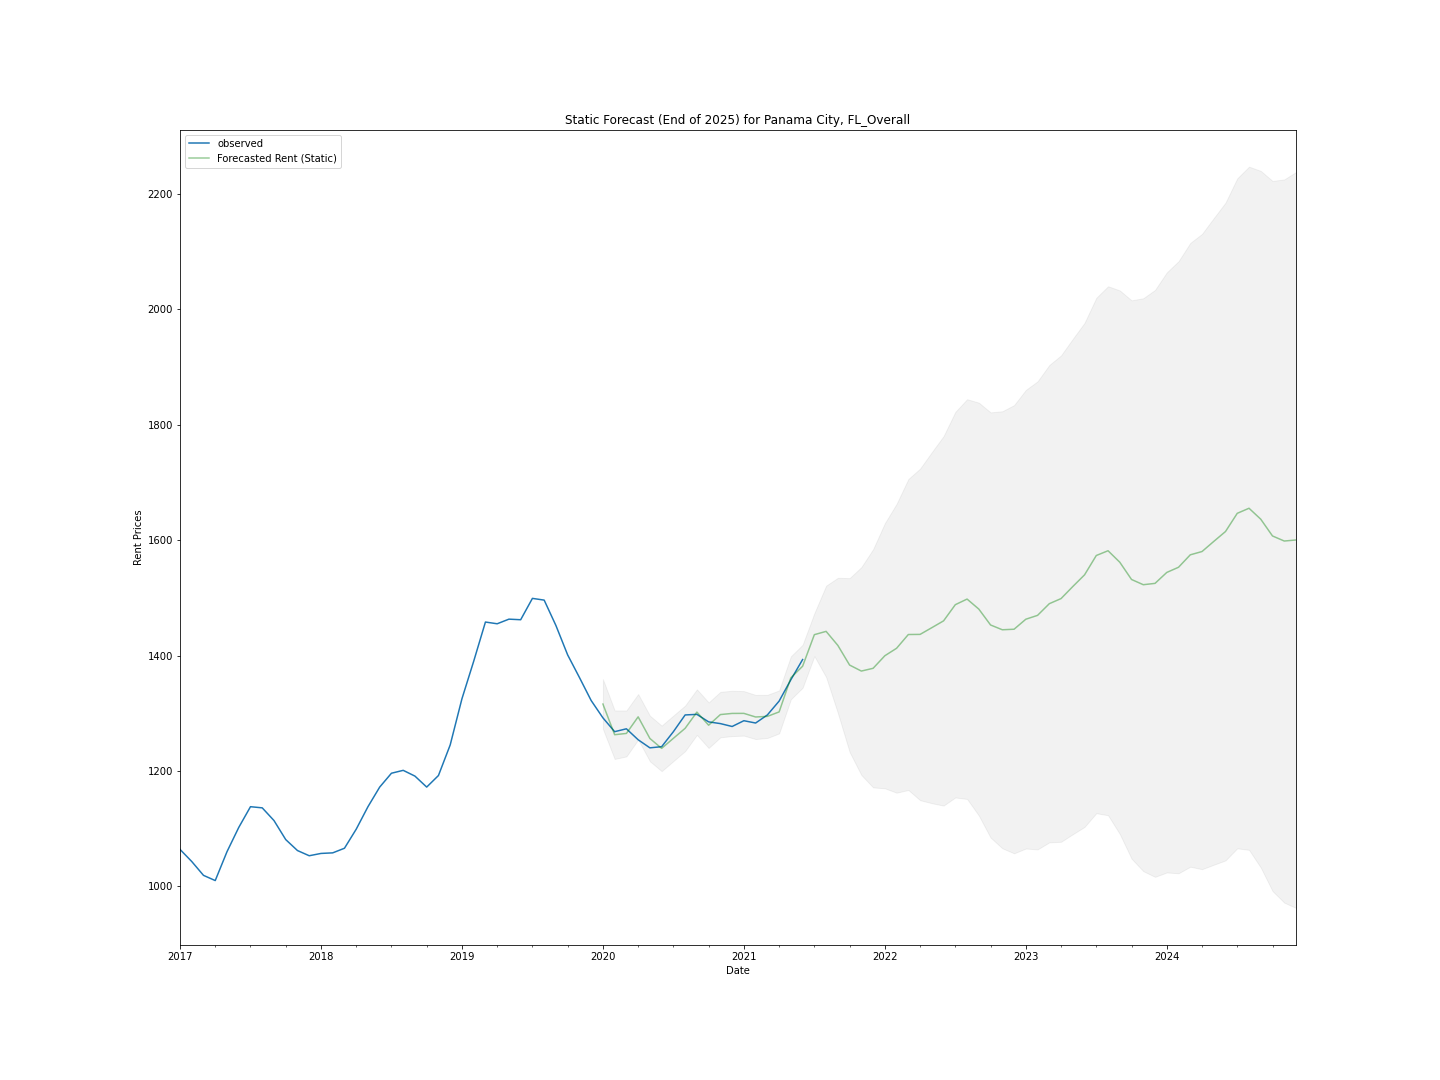 Static Forecast (End of 2025) for Panama City, FL_Overall
observed
Forecasted Rent (Static)
2200
2000
1800
1600
1400
1200
1000
Rent Prices
2017 2018 2019 2020 2021 2022 2023 2024
Date